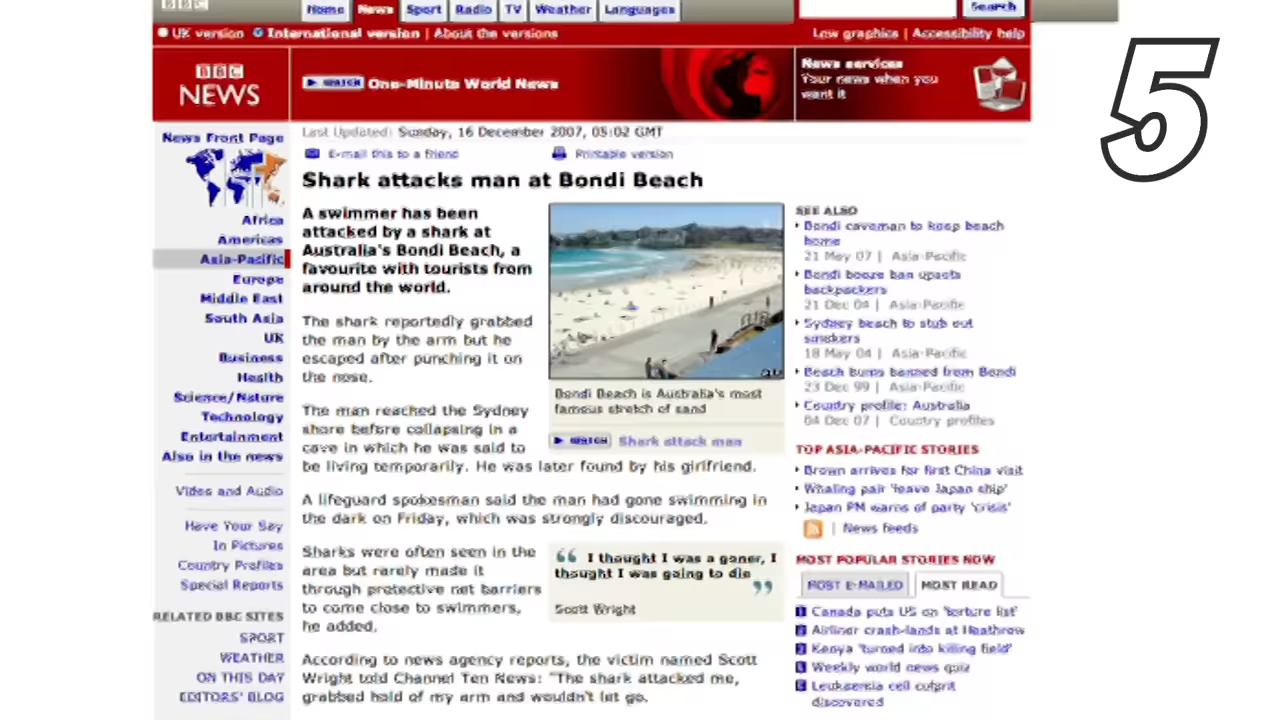 BBC
Home
News
Sport
Radio
TV
Weather
Languages
Search
UK version
International version | About the versions
Low graphics | Accessibility help
BBC
NEWS
WATCH One-Minute World News
News services
Your news when you
want it
5
Last Updated: Sunday, 16 December 2007, 05:02 GMT
E-mail this to a friend
Printable version
Shark attacks man at Bondi Beach
A swimmer has been
attacked by a shark at
Australia's Bondi Beach, a
favourite with tourists from
around the world.
The shark reportedly grabbed
the man by the arm but he
escaped after punching it on
the nose.
The man reached the Sydney
shore before collapsing in a
cave in which he was said to
be living temporarily. He was later found by his girlfriend.
A lifeguard spokesman said the man had gone swimming in
the dark on Friday, which was strongly discouraged.
Sharks were often seen in the
area but rarely made it
through protective net barriers
to come close to swimmers,
he added.
According to news agency reports, the victim named Scott
Wright told Channel Ten News: "The shark attacked me,
grabbed hold of my arm and wouldn't let go.
Bondi Beach is Australia's most
famous stretch of sand
WATCH Shark attack man
“ I thought I was a goner, I
thought I was going to die ”
Scott Wright
News Front Page
Africa
Americas
Asia-Pacific
Europe
Middle East
South Asia
UK
Business
Health
Science/Nature
Technology
Entertainment
Also in the news
Video and Audio
Have Your Say
In Pictures
Country Profiles
Special Reports
RELATED BBC SITES
SPORT
WEATHER
ON THIS DAY
EDITORS' BLOG
SEE ALSO
Bondi caveman to keep beach
home
21 May 07 | Asia-Pacific
Bondi booze ban upsets
backpackers
21 Dec 04 | Asia-Pacific
Sydney beach to stub out
smokers
18 May 04 | Asia-Pacific
Beach bums banned from Bondi
23 Dec 99 | Asia-Pacific
Country profile: Australia
04 Dec 07 | Country profiles
TOP ASIA-PACIFIC STORIES
Brown arrives for first China visit
Whaling pair 'leave Japan ship'
Japan PM warns of party 'crisis'
| News feeds
MOST POPULAR STORIES NOW
MOST E-MAILED
MOST READ
1 Canada puts US on 'torture list'
2 Airliner crash-lands at Heathrow
3 Kenya 'turned into killing field'
4 Weekly world news quiz
5 Leukaemia cell culprit
discovered